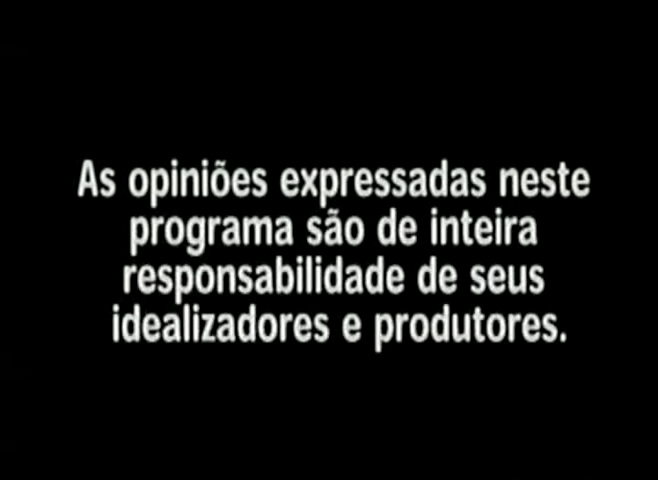 As opiniões expressadas neste
programa são de inteira
responsabilidade de seus
idealizadores e produtores.